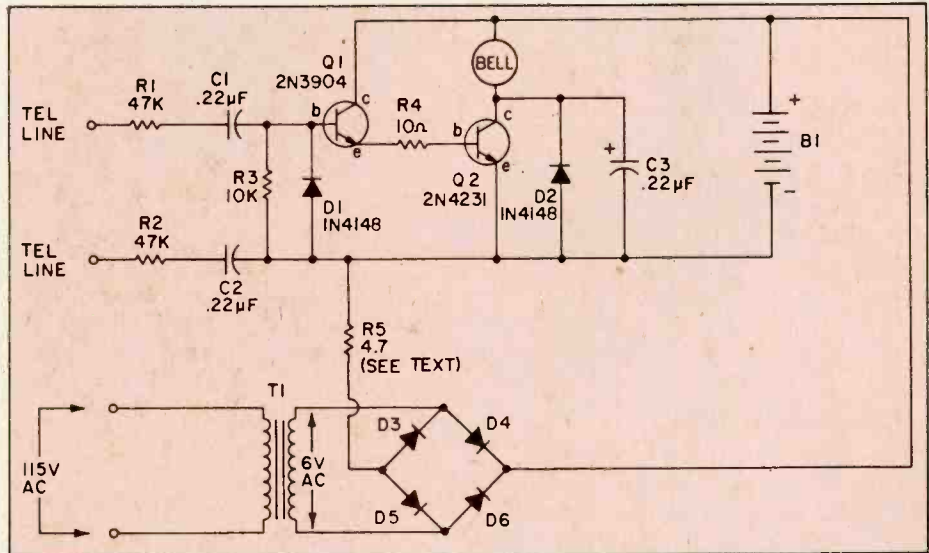 Q1
2N3904
BELL
R1
47K
C1
.22µF
R4
10Ω
TEL
LINE
b
c
e
b
c
e
+
B1
-
R3
10K
D1
1N4148
Q2
2N4231
D2
1N4148
+
C3
.22µF
TEL
LINE
R2
47K
C2
.22µF
R5
4.7
(SEE TEXT)
T1
115V
AC
6V
AC
D3
D4
D5
D6